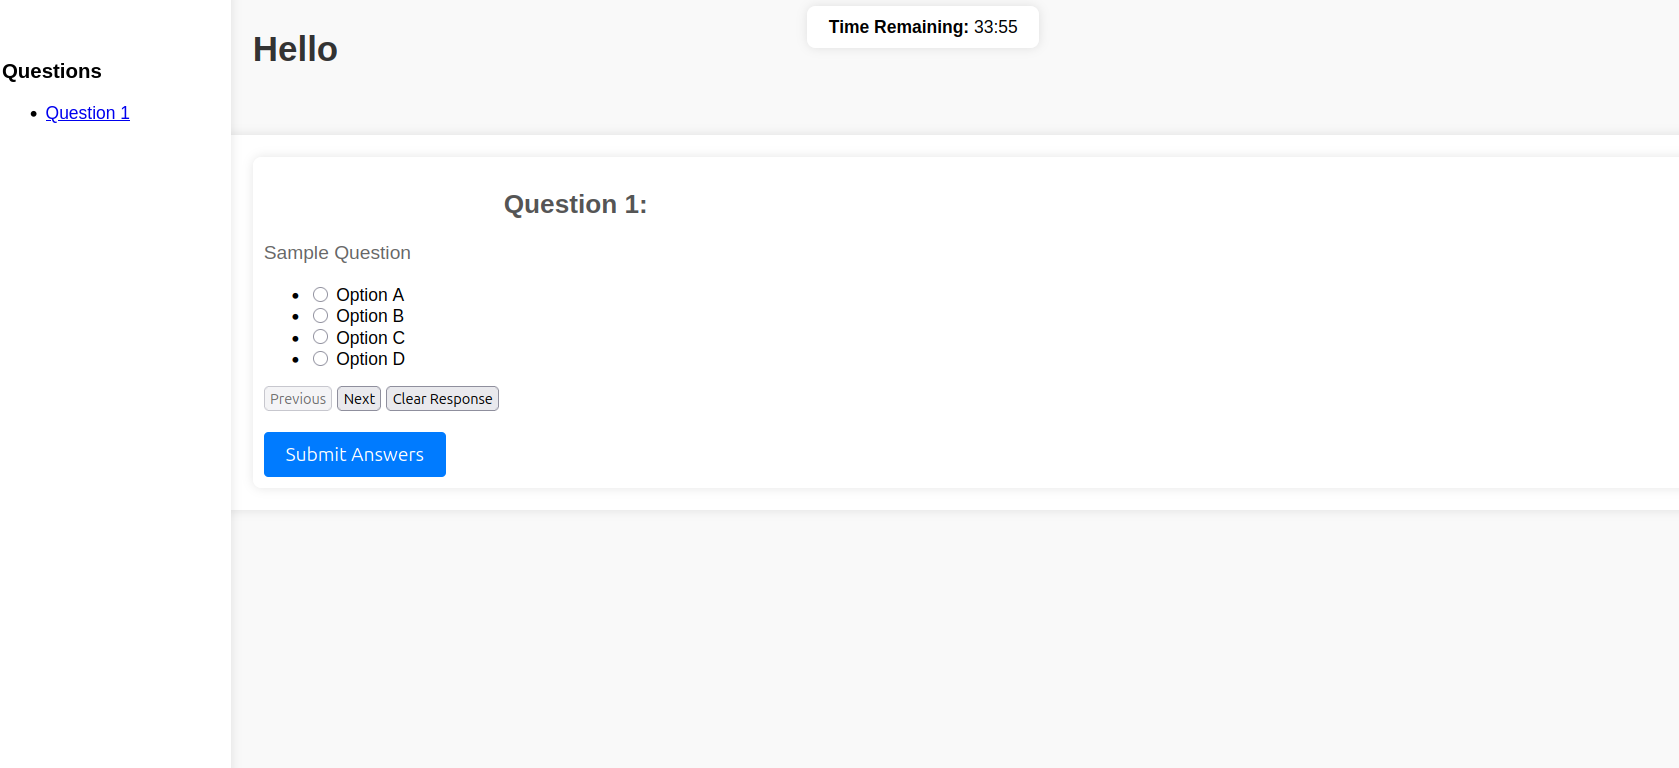 Time Remaining: 33:55
Hello
Questions
Question 1
Question 1:
Sample Question
Option A
Option B
Option C
Option D
Previous Next Clear Response
Submit Answers